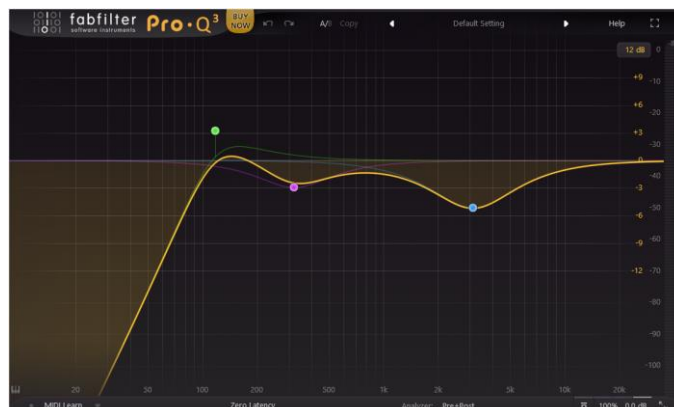 fabfilter Pro·Q³ BUY NOW A/B Copy Default Setting Help
software instruments
12 dB 0
+9 -10
+6 -20
+3 -30
0 -40
-3
-6 -50
-9 -60
-12 -70
-80
-90
-100
20 50 100 200 500 1k 2k 5k 10k 20k
MIDI Learn Zero Latency Analyzer: Pre+Post 100% 0.0 dB